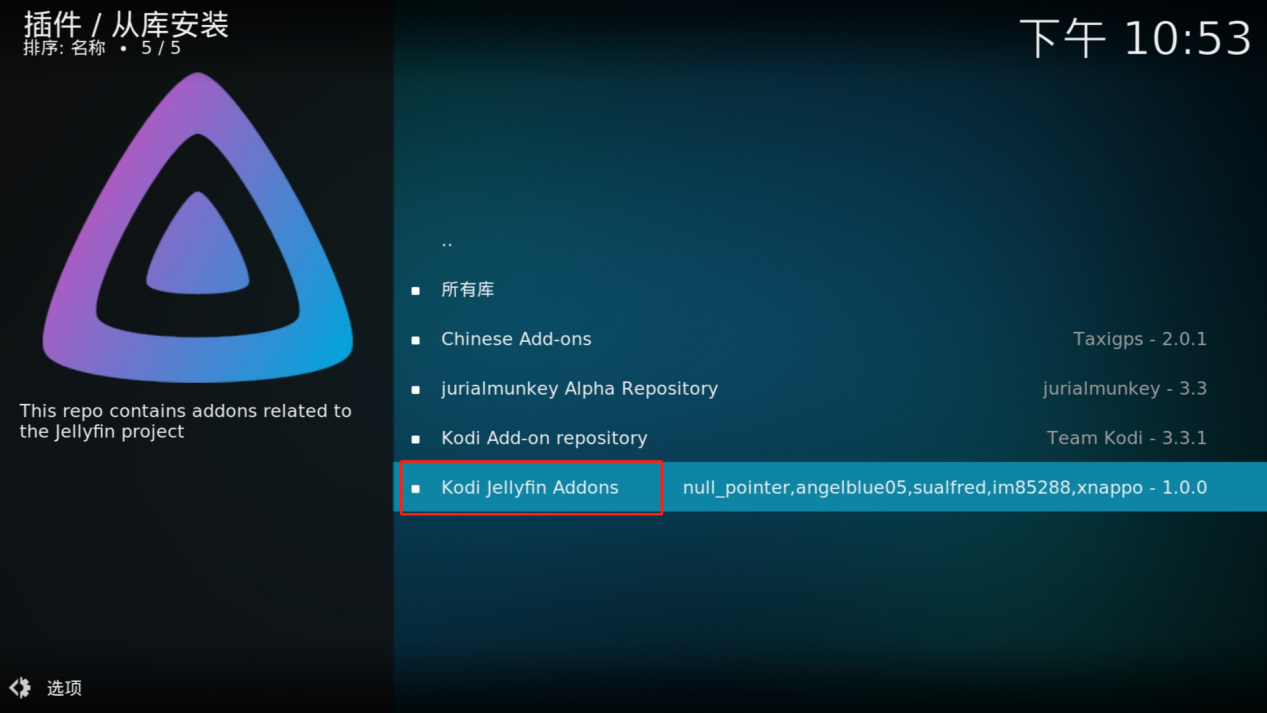 插件 / 从库安装
排序: 名称 • 5 / 5
下午 10:53
..
所有库
Chinese Add-ons Taxigps - 2.0.1
jurialmunkey Alpha Repository jurialmunkey - 3.3
Kodi Add-on repository Team Kodi - 3.3.1
Kodi Jellyfin Addons null_pointer,angelblue05,sualfred,im85288,xnappo - 1.0.0
This repo contains addons related to
the Jellyfin project
选项